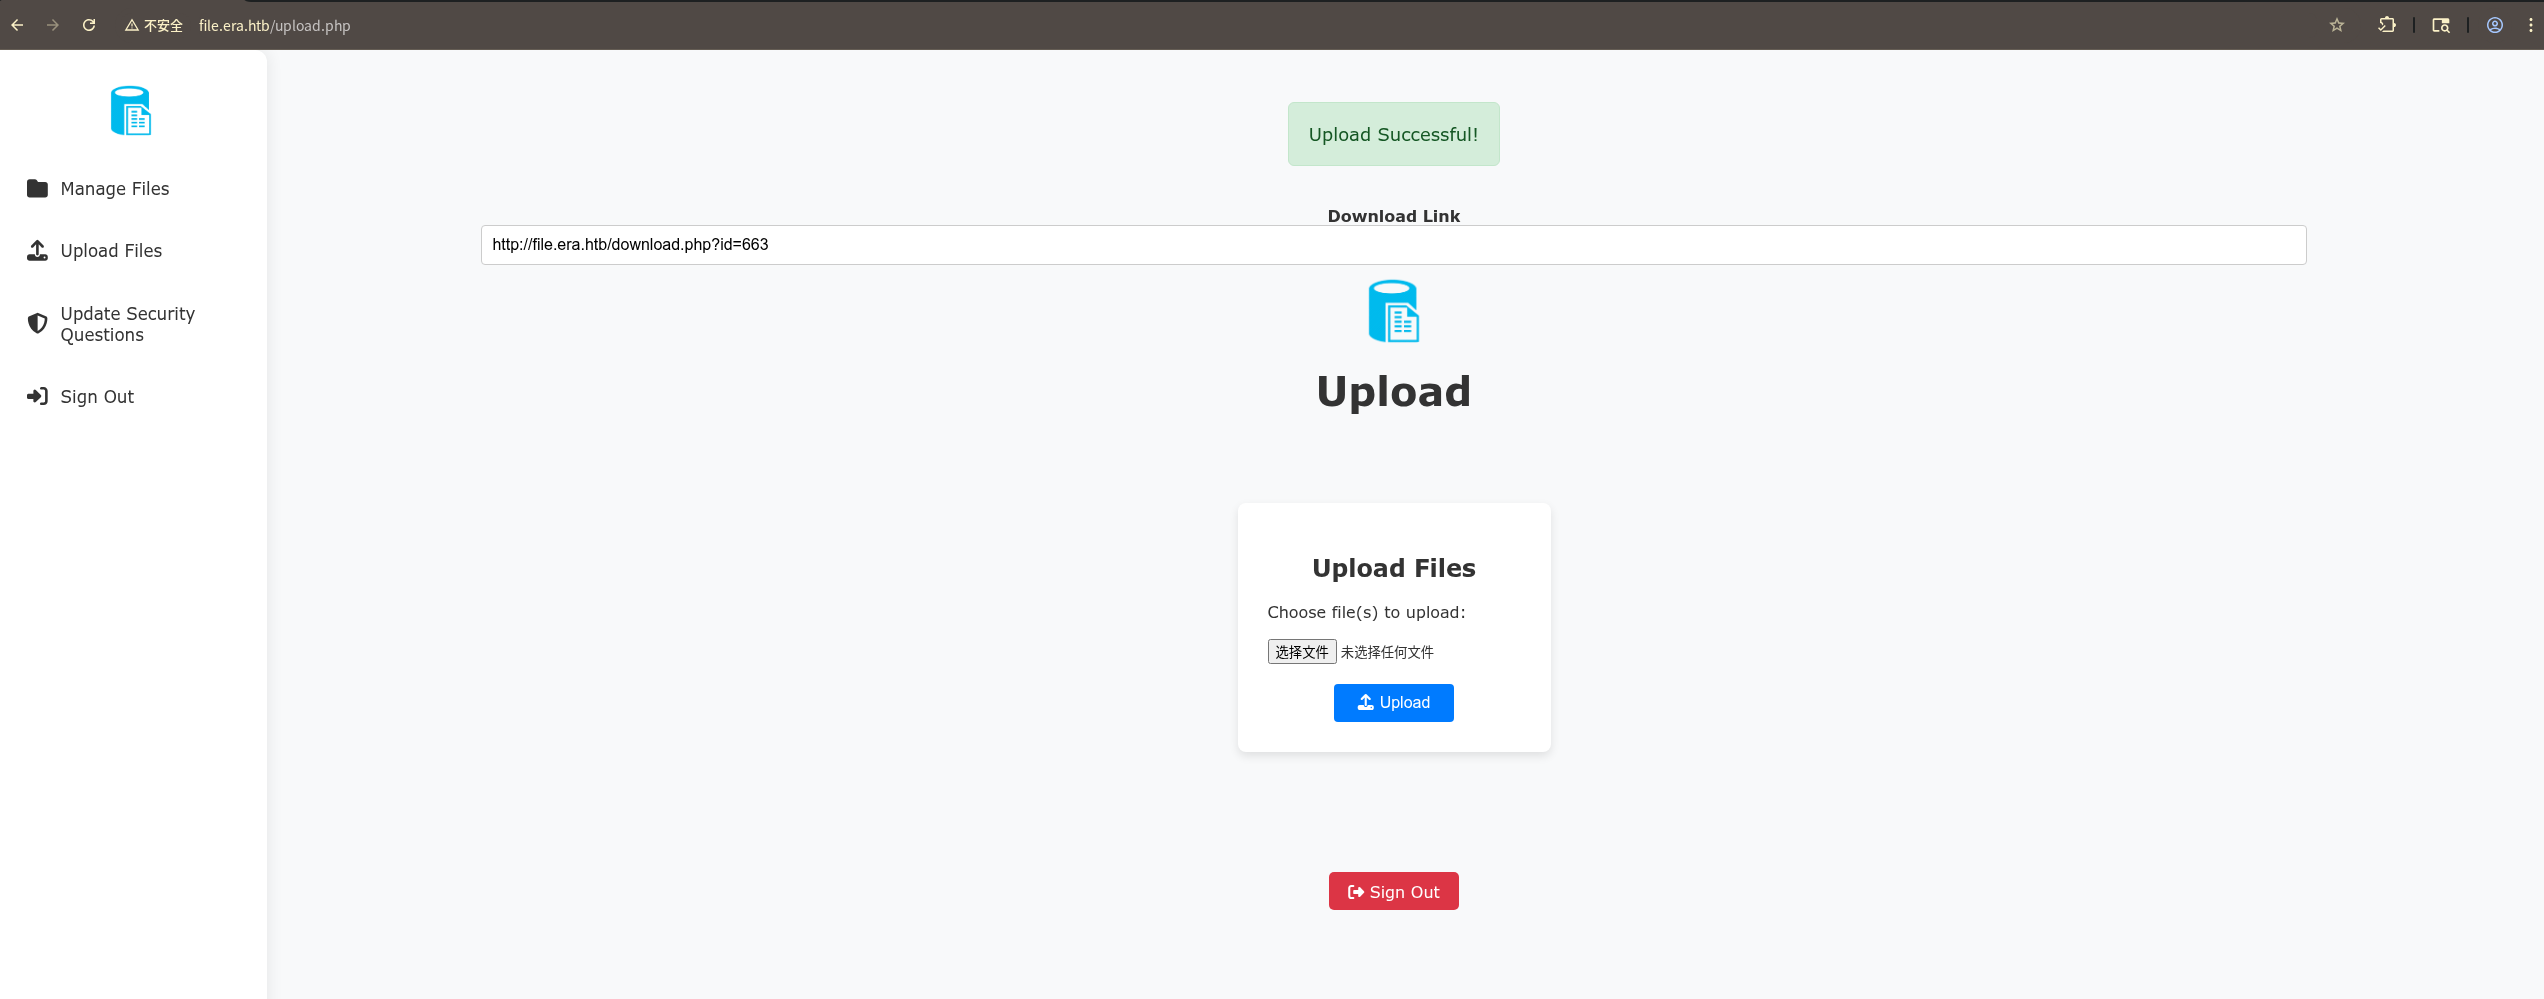 不安全
file.era.htb/upload.php
Manage Files
Upload Files
Update Security
Questions
Sign Out
Upload Successful!
Download Link
http://file.era.htb/download.php?id=663
Upload
Upload Files
Choose file(s) to upload:
选择文件 未选择任何文件
Upload
Sign Out